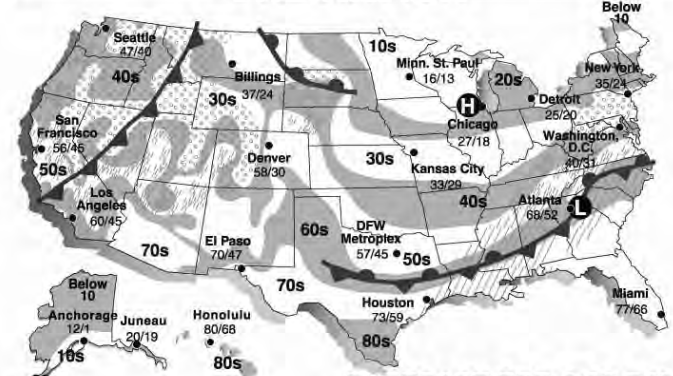 Below
10
Seattle
47/40
10s
Minn. St. Paul
16/13
40s
Billings
37/24
20s
New York
35/24
30s
H
Detroit
25/20
San
Francisco
56/45
Chicago
27/18
Washington,
D.C.
40/31
50s
Denver
58/30
30s
Kansas City
33/29
Los
Angeles
60/45
40s
Atlanta
68/52
L
60s
DFW
Metroplex
57/45
50s
70s
El Paso
70/47
70s
Houston
73/59
Miami
77/66
80s
Below
10
Anchorage
12/1
10s
Juneau
20/19
Honolulu
80/68
80s